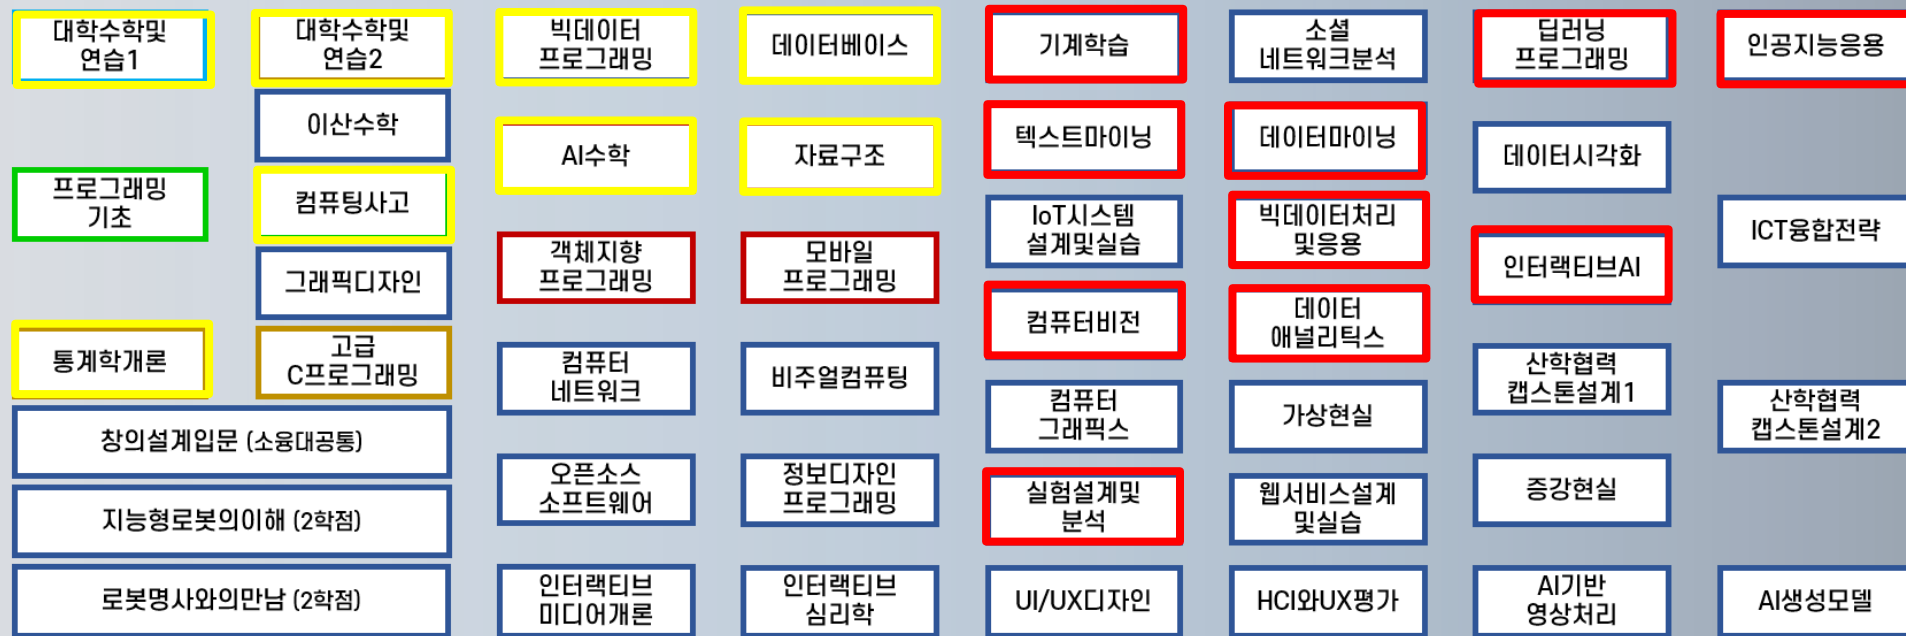 대학수학및
연습1
대학수학및
연습2
빅데이터
프로그래밍
데이터베이스
기계학습
소셜
네트워크분석
딥러닝
프로그래밍
인공지능응용
이산수학
AI수학
자료구조
텍스트마이닝
데이터마이닝
데이터시각화
프로그래밍
기초
컴퓨팅사고
객체지향
프로그래밍
모바일
프로그래밍
IoT시스템
설계및실습
빅데이터처리
및응용
인터랙티브AI
ICT융합전략
그래픽디자인
컴퓨터비전
데이터
애널리틱스
통계학개론
고급
C프로그래밍
컴퓨터
네트워크
비주얼컴퓨팅
컴퓨터
그래픽스
가상현실
산학협력
캡스톤설계1
산학협력
캡스톤설계2
창의설계입문 (소융대공통)
오픈소스
소프트웨어
정보디자인
프로그래밍
실험설계및
분석
웹서비스설계
및실습
증강현실
지능형로봇의이해 (2학점)
로봇명사와의만남 (2학점)
인터랙티브
미디어개론
인터랙티브
심리학
UI/UX디자인
HCI와UX평가
AI기반
영상처리
AI생성모델